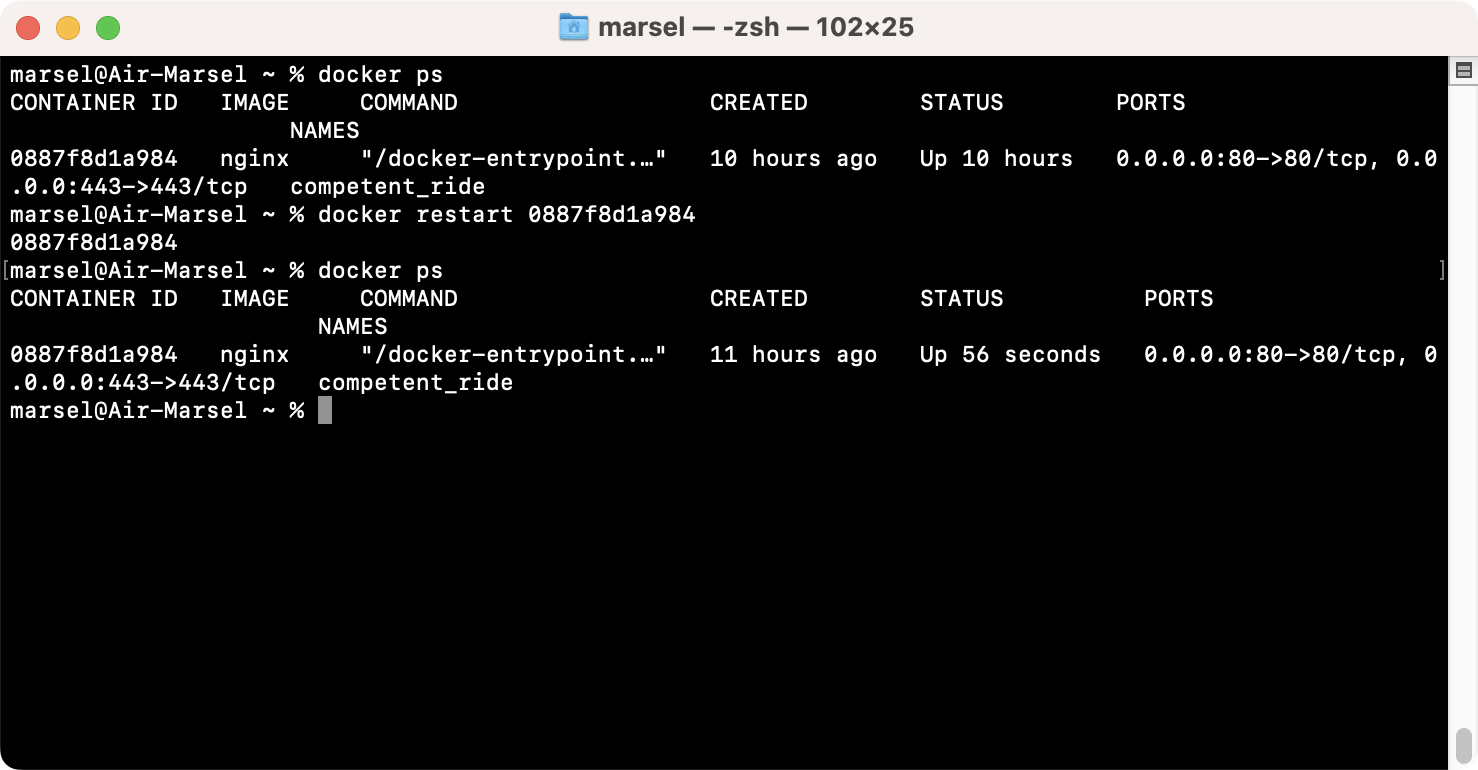 marsel — -zsh — 102×25
marsel@Air-Marsel ~ % docker ps
CONTAINER ID   IMAGE     COMMAND                  CREATED        STATUS        PORTS
                    NAMES
0887f8d1a984   nginx     "/docker-entrypoint.…"   10 hours ago   Up 10 hours   0.0.0.0:80->80/tcp, 0.0
.0.0:443->443/tcp   competent_ride
marsel@Air-Marsel ~ % docker restart 0887f8d1a984
0887f8d1a984
[marsel@Air-Marsel ~ % docker ps                                                                      ]
CONTAINER ID   IMAGE     COMMAND                  CREATED        STATUS          PORTS
                      NAMES
0887f8d1a984   nginx     "/docker-entrypoint.…"   11 hours ago   Up 56 seconds   0.0.0.0:80->80/tcp, 0
.0.0.0:443->443/tcp   competent_ride
marsel@Air-Marsel ~ %